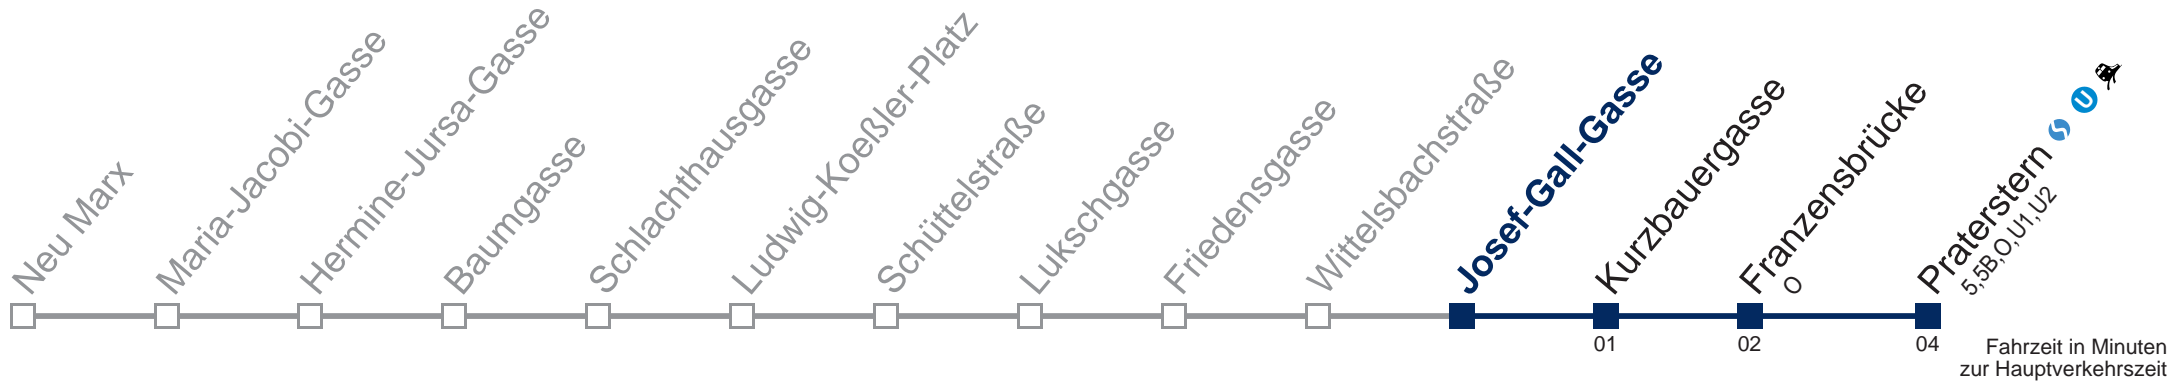 Neu Marx
Maria-Jacobi-Gasse
Hermine-Jursa-Gasse
Baumgasse
Schlachthausgasse
Ludwig-Koeßler-Platz
Schüttelstraße
Lukschgasse
Friedensgasse
Wittelsbachstraße
Josef-Gall-Gasse
Kurzbauergasse
01
Franzensbrücke
O
02
Praterstern S U
5,5B,O,U1,U2
04
Fahrzeit in Minuten
zur Hauptverkehrszeit